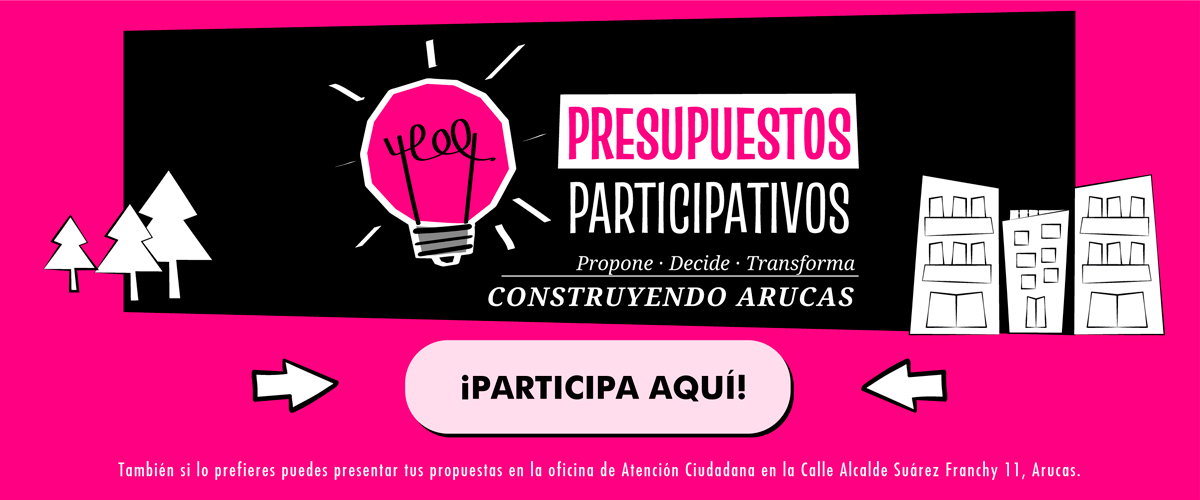 PRESUPUESTOS
PARTICIPATIVOS
Propone · Decide · Transforma
CONSTRUYENDO ARUCAS
¡PARTICIPA AQUÍ!
También si lo prefieres puedes presentar tus propuestas en la oficina de Atención Ciudadana en la Calle Alcalde Suárez Franchy 11, Arucas.